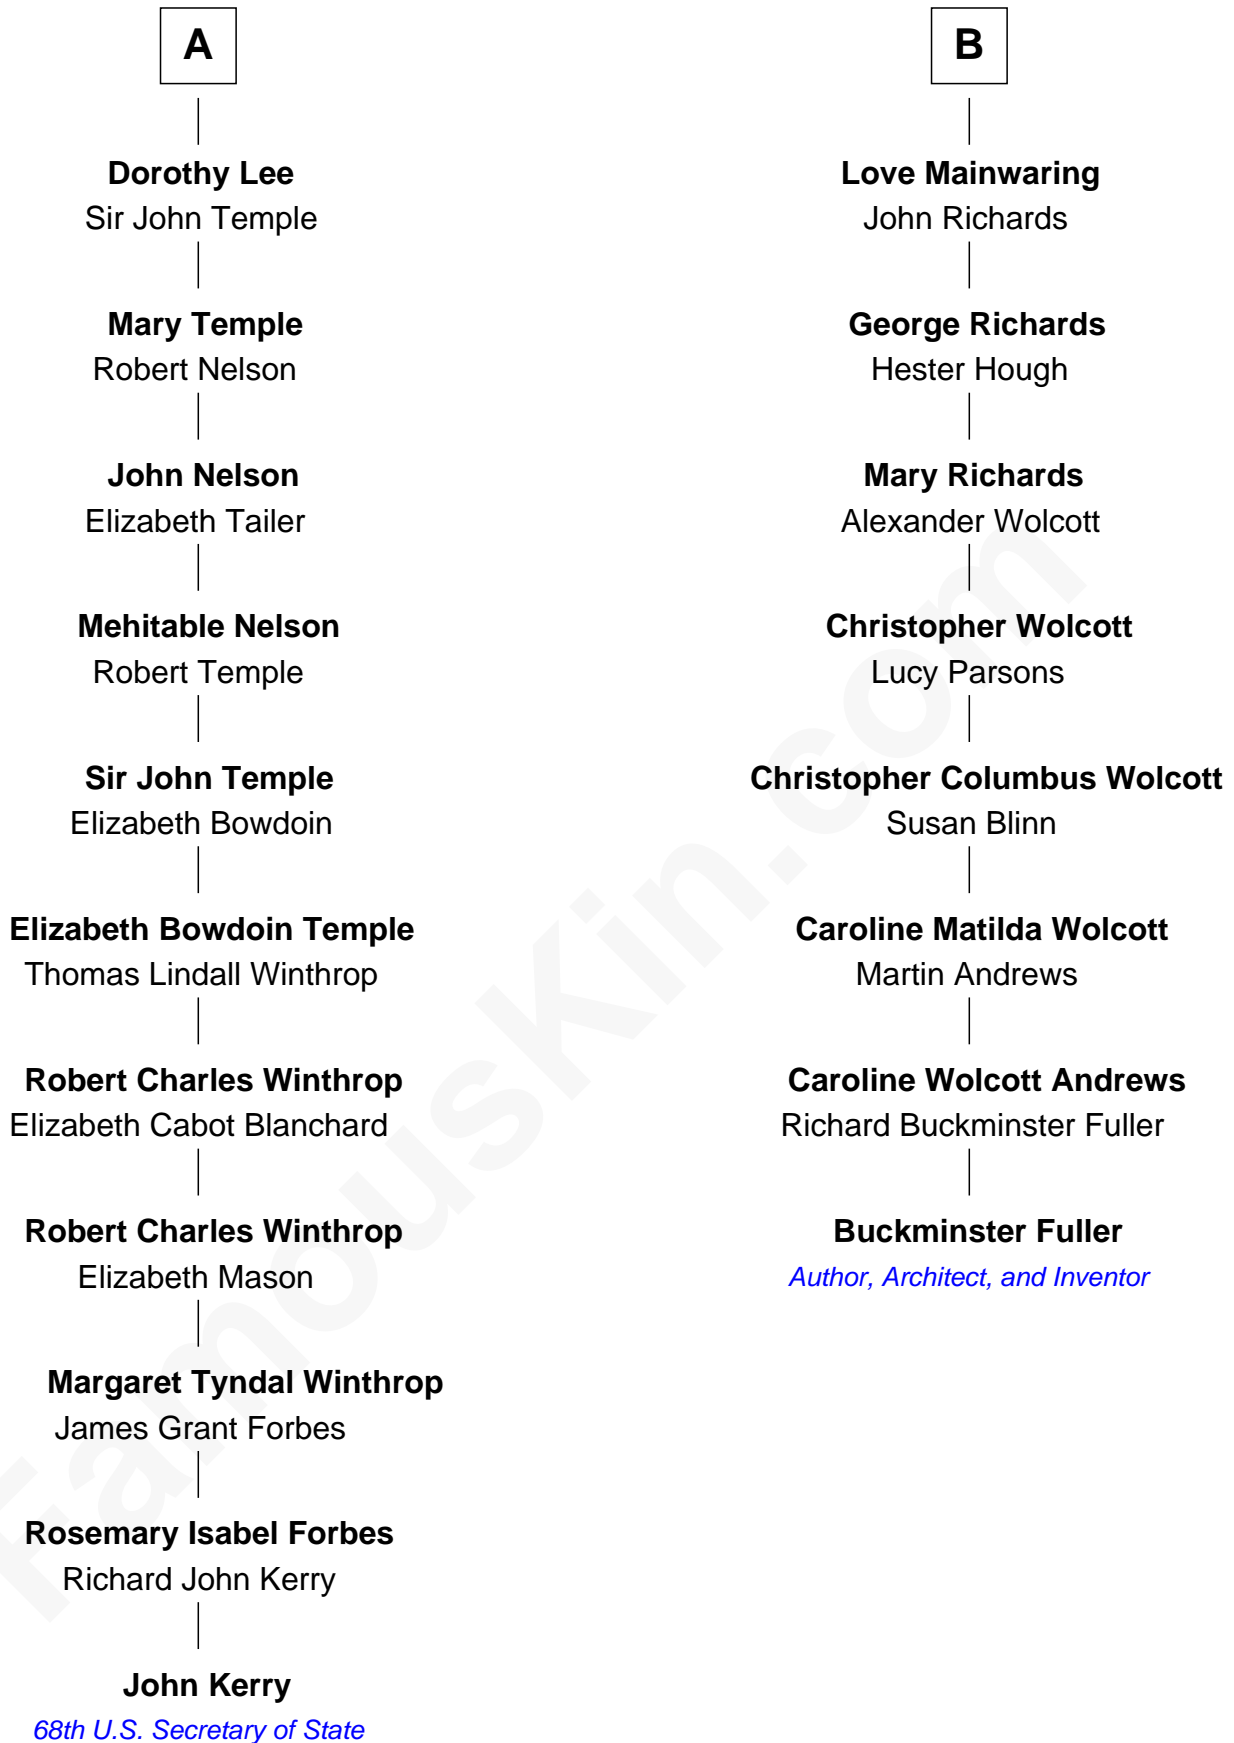 A
Dorothy Lee
Sir John Temple
Mary Temple
Robert Nelson
John Nelson
Elizabeth Tailer
Mehitable Nelson
Robert Temple
Sir John Temple
Elizabeth Bowdoin
Elizabeth Bowdoin Temple
Thomas Lindall Winthrop
Robert Charles Winthrop
Elizabeth Cabot Blanchard
Robert Charles Winthrop
Elizabeth Mason
Margaret Tyndal Winthrop
James Grant Forbes
Rosemary Isabel Forbes
Richard John Kerry
John Kerry
68th U.S. Secretary of State
B
Love Mainwaring
John Richards
George Richards
Hester Hough
Mary Richards
Alexander Wolcott
Christopher Wolcott
Lucy Parsons
Christopher Columbus Wolcott
Susan Blinn
Caroline Matilda Wolcott
Martin Andrews
Caroline Wolcott Andrews
Richard Buckminster Fuller
Buckminster Fuller
Author, Architect, and Inventor
FamousKin.com